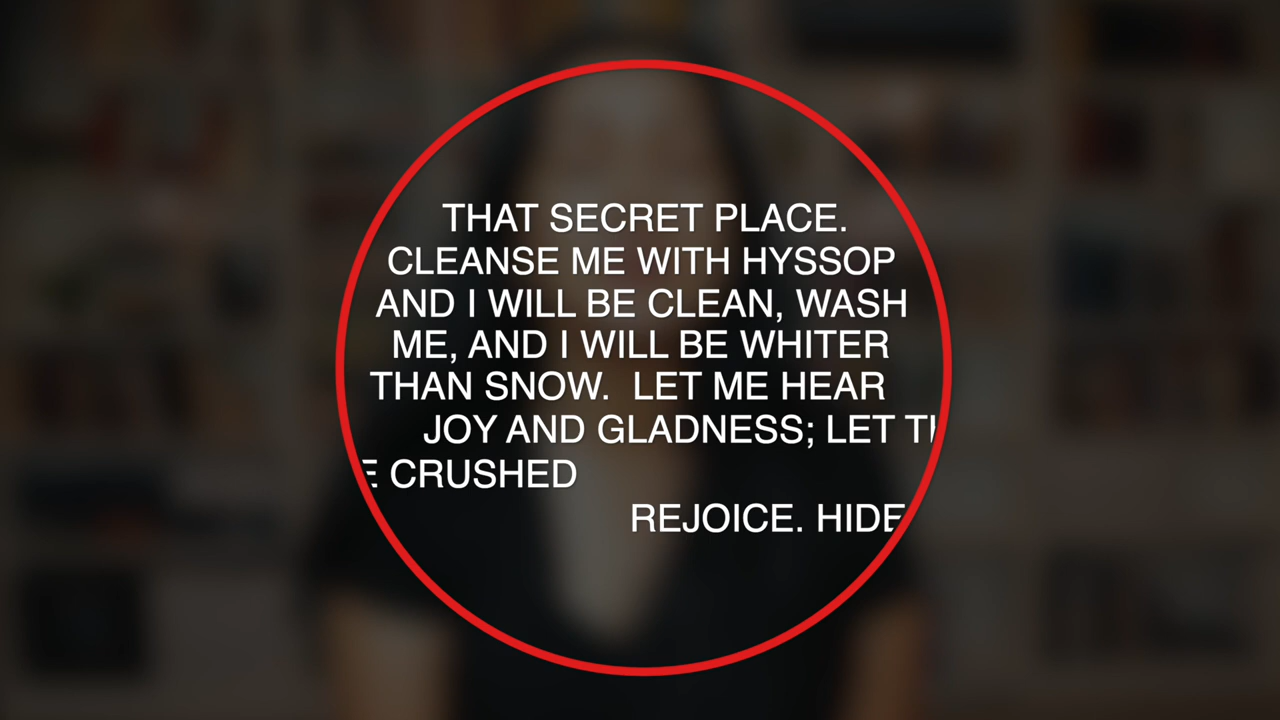 THAT SECRET PLACE.
CLEANSE ME WITH HYSSOP
AND I WILL BE CLEAN, WASH
ME, AND I WILL BE WHITER
THAN SNOW. LET ME HEAR
JOY AND GLADNESS; LET
CRUSHED
REJOICE. HIDE